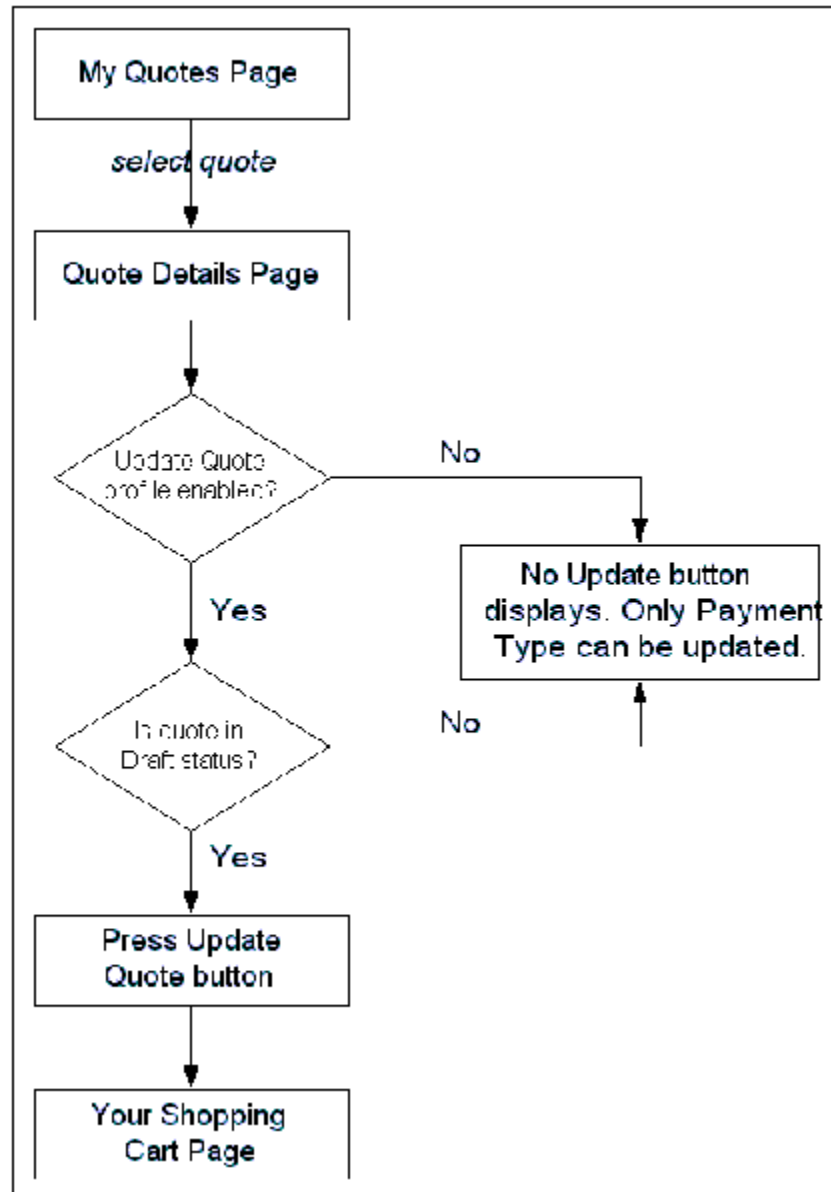 My Quotes Page
select quote
Quote Details Page
Update Quote
profile enabled?
No
No Update button
displays. Only Payment
Type can be updated.
Yes
Is quote in
Draft status?
No
Yes
Press Update
Quote button
Your Shopping
Cart Page